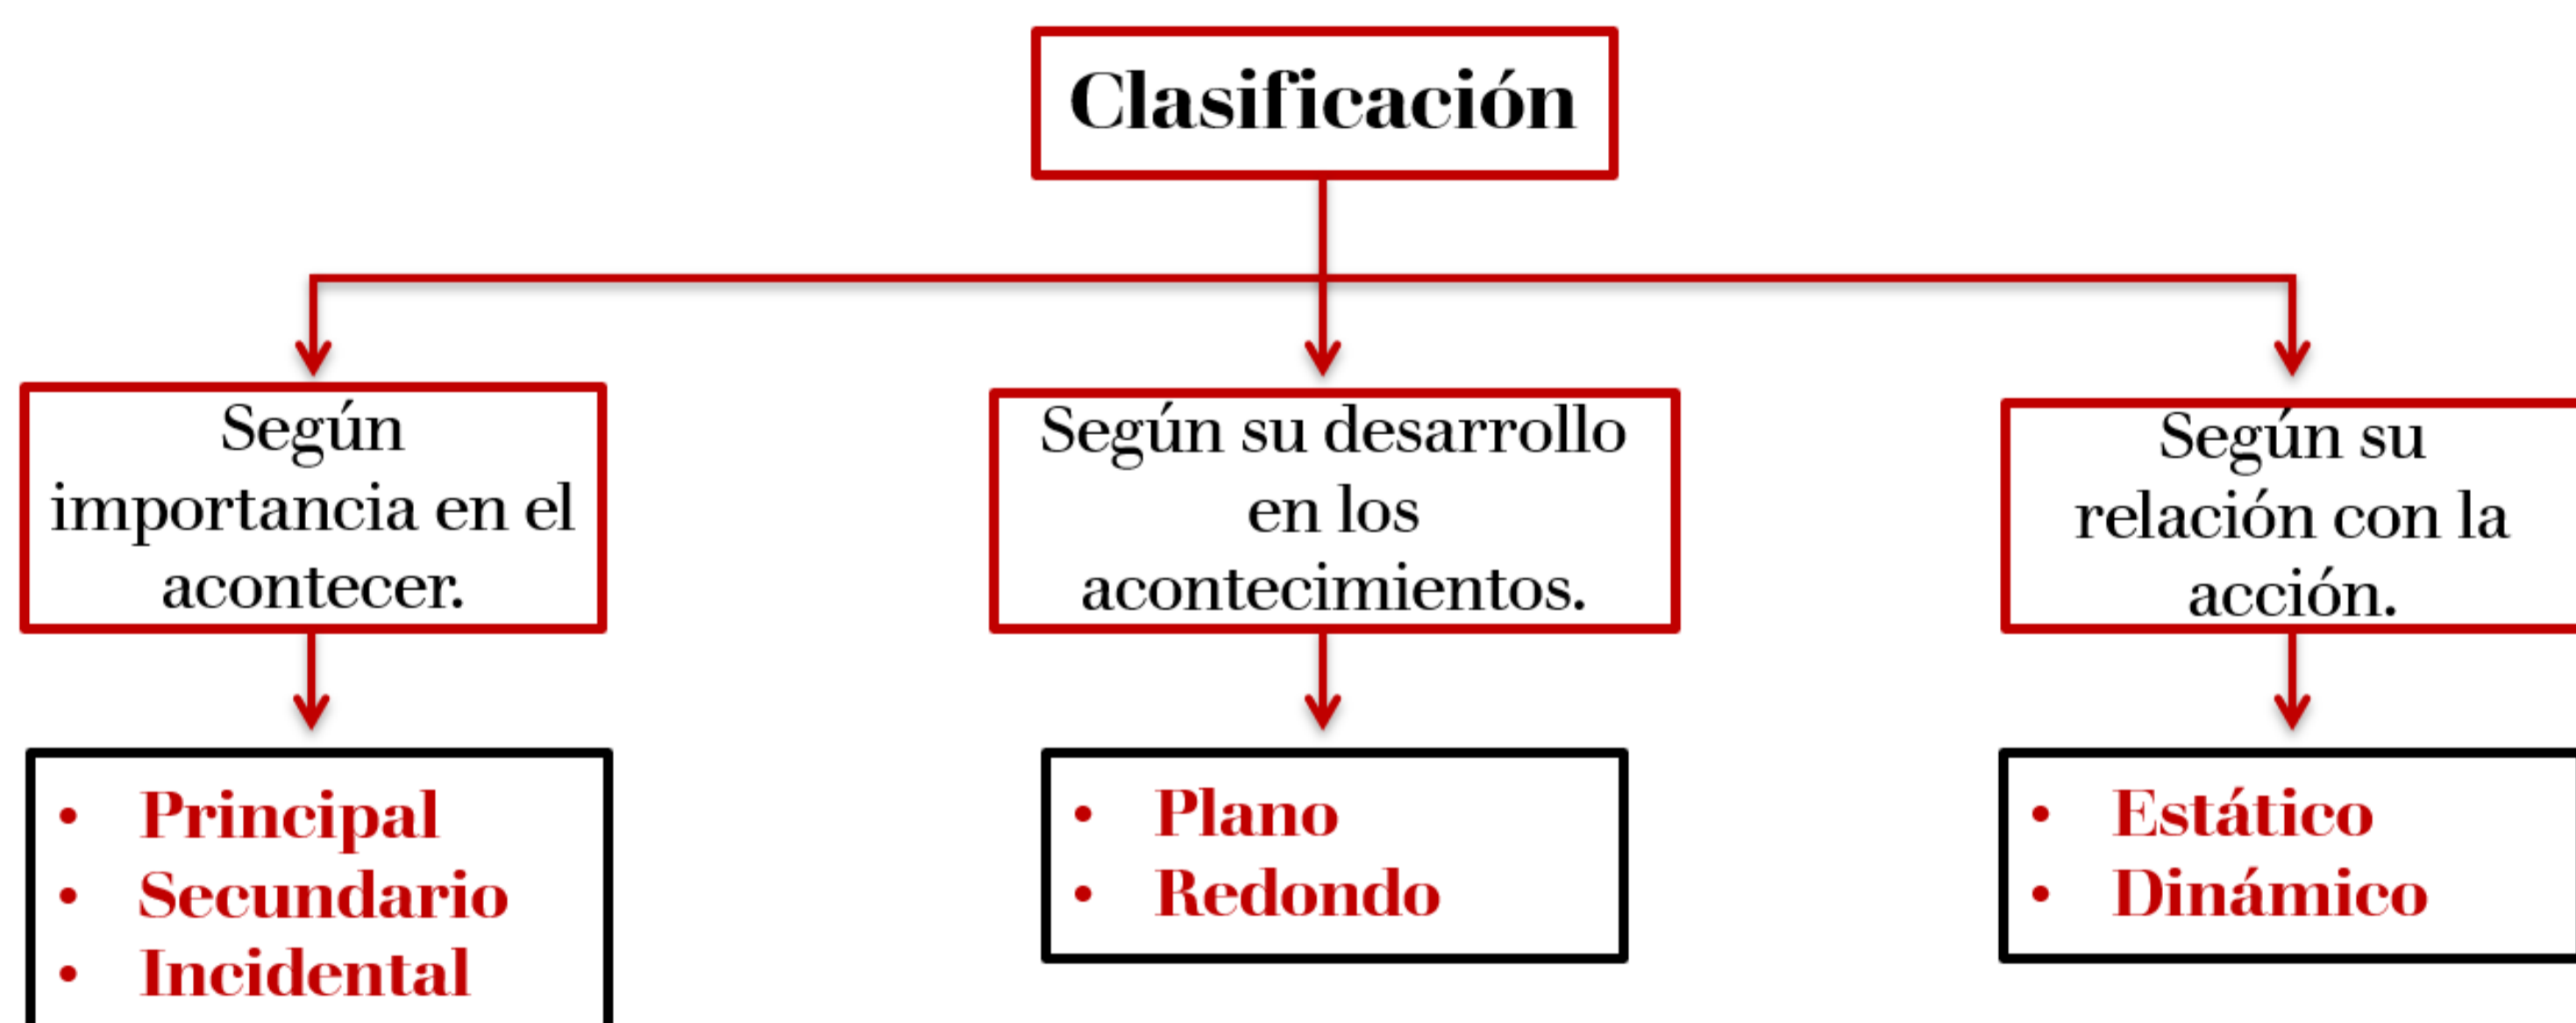 Clasificación
Según
importancia en el
acontecer.
Según su desarrollo
en los
acontecimientos.
Según su
relación con la
acción.
• Principal
• Secundario
• Incidental
• Plano
• Redondo
• Estático
• Dinámico